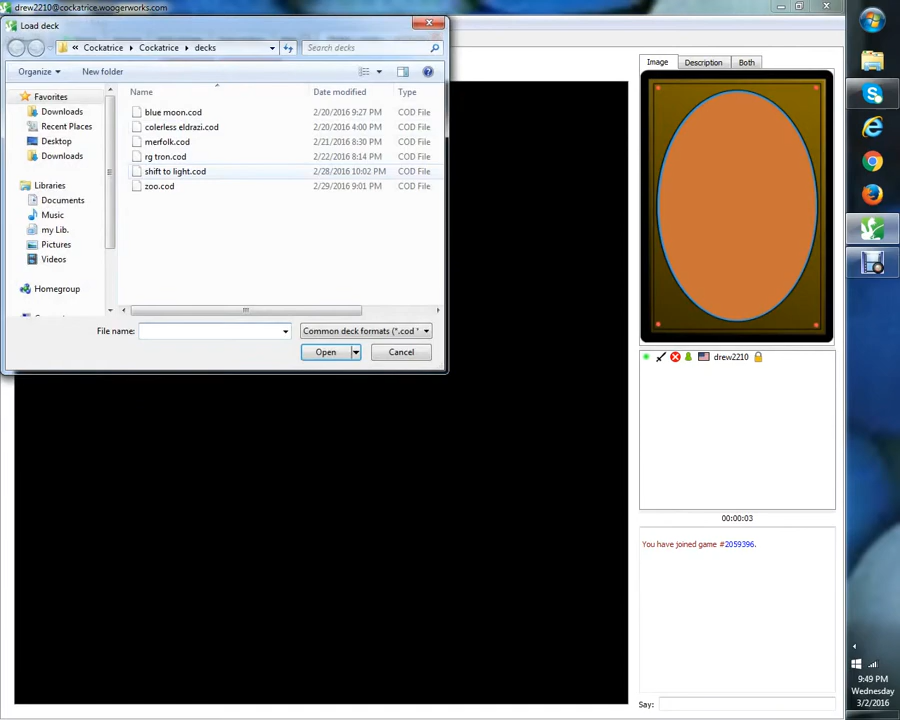 drew2210@cockatrice.woogerworks.com
Load deck
« Cockatrice Cockatrice decks
Search decks
Organize New folder
Favorites
Downloads
Recent Places
Desktop
Downloads
Libraries
Documents
Music
my Lib.
Pictures
Videos
Homegroup
Name Date modified Type
blue moon.cod 2/20/2016 9:27 PM COD File
colerless eldrazi.cod 2/20/2016 4:00 PM COD File
merfolk.cod 2/21/2016 8:30 PM COD File
rg tron.cod 2/22/2016 8:14 PM COD File
shift to light.cod 2/28/2016 10:02 PM COD File
zoo.cod 2/29/2016 9:01 PM COD File
File name: Common deck formats (*.cod *
Open Cancel
Image Description Both
drew2210
00:00:03
You have joined game #2059396.
Say:
9:49 PM
Wednesday
3/2/2016